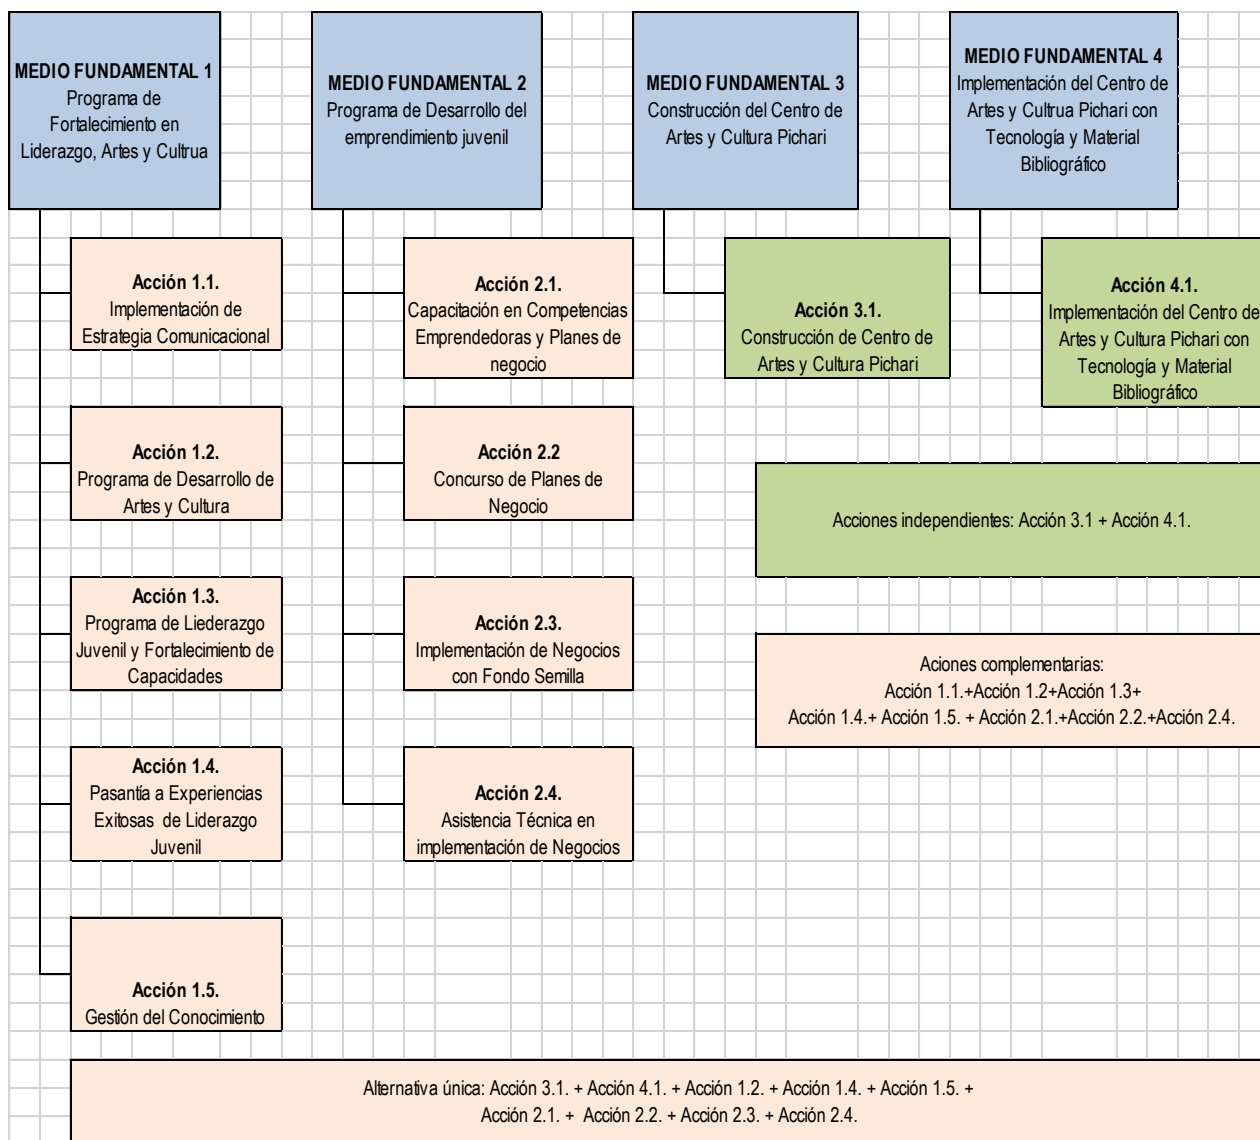 MEDIO FUNDAMENTAL 1
Programa de
Fortalecimiento en
Liderazgo, Artes y Cultrua
MEDIO FUNDAMENTAL 2
Programa de Desarrollo del
emprendimiento juvenil
MEDIO FUNDAMENTAL 3
Construcción del Centro de
Artes y Cultura Pichari
MEDIO FUNDAMENTAL 4
Implementación del Centro de
Artes y Cultrua Pichari con
Tecnología y Material
Bibliográfico
Acción 1.1.
Implementación de
Estrategia Comunicacional
Acción 2.1.
Capacitación en Competencias
Emprendedoras y Planes de
negocio
Acción 3.1.
Construcción de Centro de
Artes y Cultura Pichari
Acción 4.1.
Implementación del Centro de
Artes y Cultura Pichari con
Tecnología y Material
Bibliográfico
Acción 1.2.
Programa de Desarrollo de
Artes y Cultura
Acción 2.2
Concurso de Planes de
Negocio
Acciones independientes: Acción 3.1 + Acción 4.1.
Acción 1.3.
Programa de Liederazgo
Juvenil y Fortalecimiento de
Capacidades
Acción 2.3.
Implementación de Negocios
con Fondo Semilla
Aciones complementarias:
Acción 1.1.+Acción 1.2+Acción 1.3+
Acción 1.4.+ Acción 1.5. + Acción 2.1.+Acción 2.2.+Acción 2.4.
Acción 1.4.
Pasantía a Experiencias
Exitosas de Liderazgo
Juvenil
Acción 2.4.
Asistencia Técnica en
implementación de Negocios
Acción 1.5.
Gestión del Conocimiento
Alternativa única: Acción 3.1. + Acción 4.1. + Acción 1.2. + Acción 1.4. + Acción 1.5. +
Acción 2.1. + Acción 2.2. + Acción 2.3. + Acción 2.4.